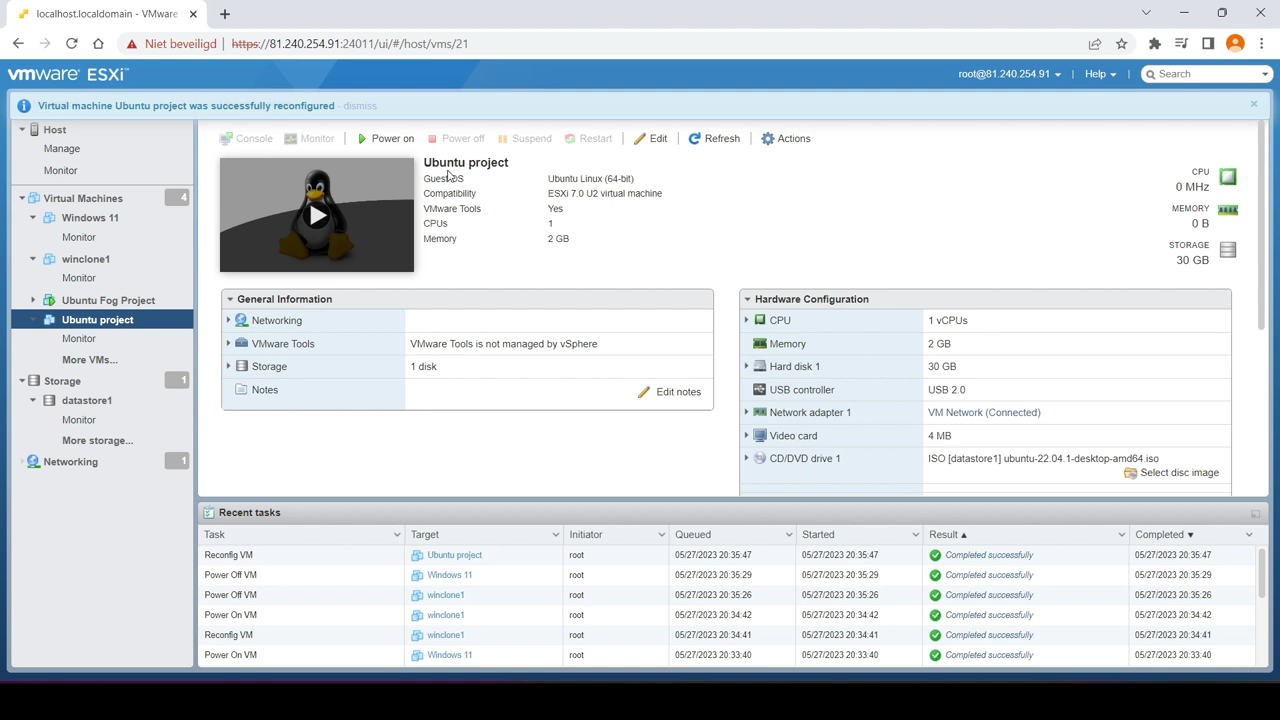 localhost.localdomain - VMware
Niet beveiligd | https://81.240.254.91:24011/ui/#/host/vms/21
vmware ESXi™
root@81.240.254.91 | Help | Search
Virtual machine Ubuntu project was successfully reconfigured - dismiss
Host
Manage
Monitor
Virtual Machines 4
Windows 11
Monitor
winclone1
Monitor
Ubuntu Fog Project
Ubuntu project
Monitor
More VMs...
Storage 1
datastore1
Monitor
More storage...
Networking 1
Console Monitor | Power on Power off Suspend Restart | Edit | Refresh | Actions
Ubuntu project
Guest OS Ubuntu Linux (64-bit)
Compatibility ESXi 7.0 U2 virtual machine
VMware Tools Yes
CPUs 1
Memory 2 GB
CPU
0 MHz
MEMORY
0 B
STORAGE
30 GB
General Information
Networking
VMware Tools VMware Tools is not managed by vSphere
Storage 1 disk
Notes Edit notes
Hardware Configuration
CPU 1 vCPUs
Memory 2 GB
Hard disk 1 30 GB
USB controller USB 2.0
Network adapter 1 VM Network (Connected)
Video card 4 MB
CD/DVD drive 1 ISO [datastore1] ubuntu-22.04.1-desktop-amd64.iso
Select disc image
Recent tasks
Task Target Initiator Queued Started Result Completed
Reconfig VM Ubuntu project root 05/27/2023 20:35:47 05/27/2023 20:35:47 Completed successfully 05/27/2023 20:35:47
Power Off VM Windows 11 root 05/27/2023 20:35:29 05/27/2023 20:35:29 Completed successfully 05/27/2023 20:35:29
Power Off VM winclone1 root 05/27/2023 20:35:26 05/27/2023 20:35:26 Completed successfully 05/27/2023 20:35:26
Power On VM winclone1 root 05/27/2023 20:34:42 05/27/2023 20:34:42 Completed successfully 05/27/2023 20:34:42
Reconfig VM winclone1 root 05/27/2023 20:34:41 05/27/2023 20:34:41 Completed successfully 05/27/2023 20:34:41
Power On VM Windows 11 root 05/27/2023 20:33:40 05/27/2023 20:33:40 Completed successfully 05/27/2023 20:33:40